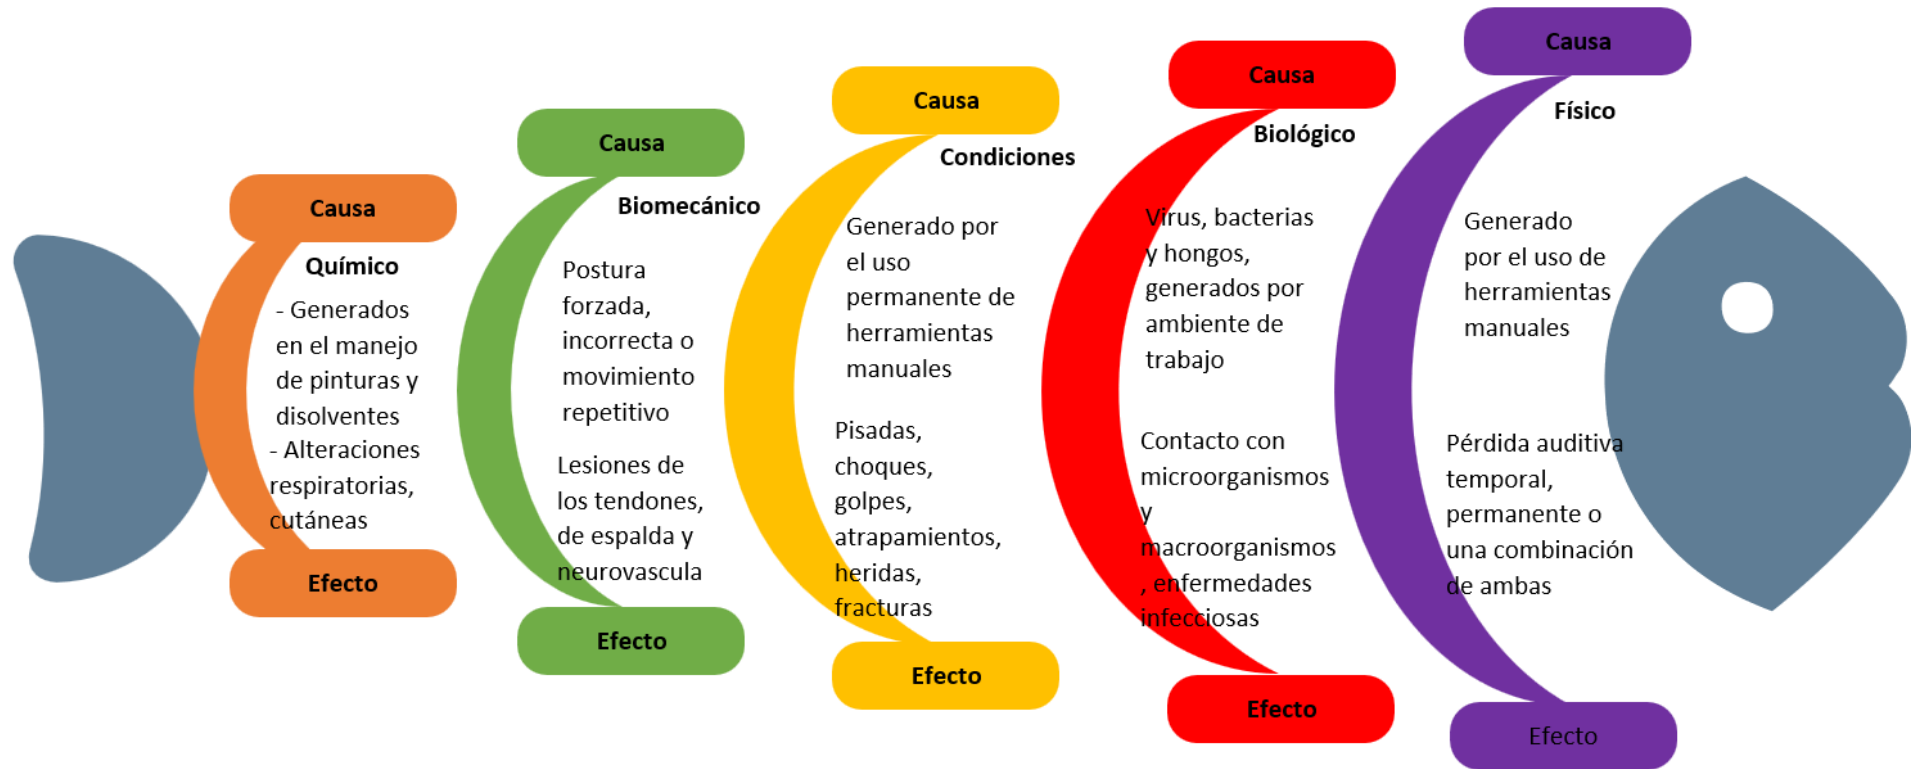 Causa
Químico
- Generados
en el manejo
de pinturas y
disolventes
- Alteraciones
respiratorias,
cutáneas
Efecto
Causa
Biomecánico
Postura
forzada,
incorrecta o
movimiento
repetitivo
Lesiones de
los tendones,
de espalda y
neurovascula
Efecto
Causa
Condiciones
Generado por
el uso
permanente de
herramientas
manuales
Pisadas,
choques,
golpes,
atrapamientos,
heridas,
fracturas
Efecto
Causa
Biológico
Virus, bacterias
y hongos,
generados por
ambiente de
trabajo
Contacto con
microorganismos
y
macroorganismos
, enfermedades
infecciosas
Efecto
Causa
Físico
Generado
por el uso de
herramientas
manuales
Pérdida auditiva
temporal,
permanente o
una combinación
de ambas
Efecto